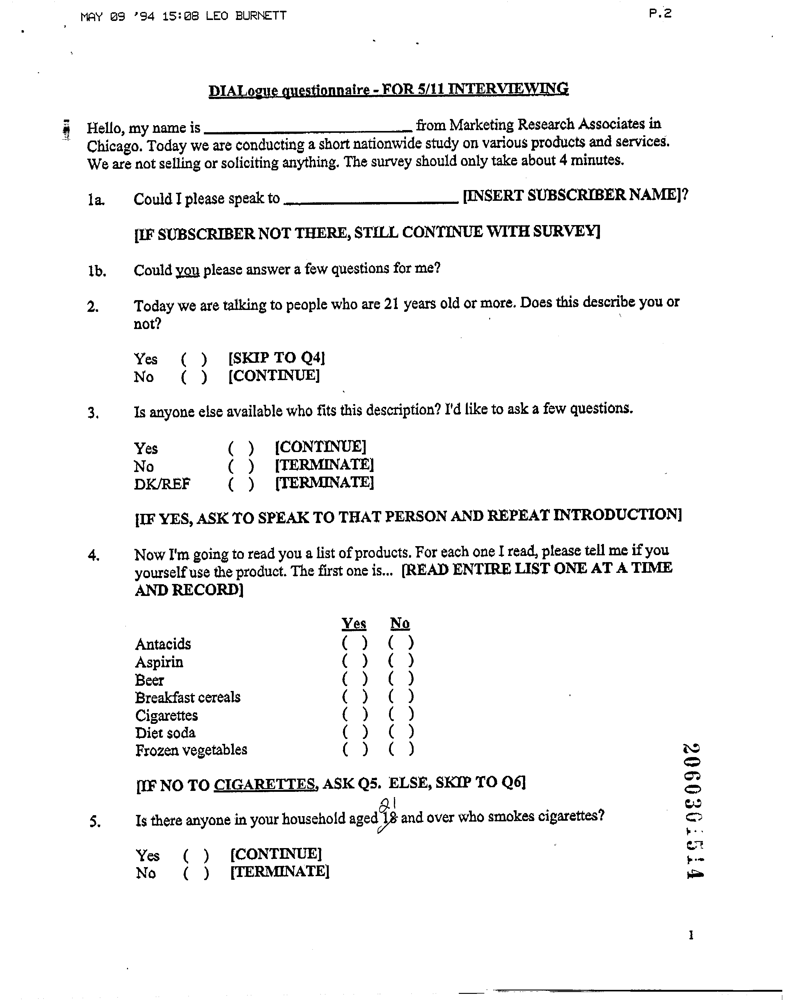 MAY 09 '94 15:08 LEO BURNETT P.2
DIALogue questionnaire - FOR 5/11 INTERVIEWING
Hello, my name is ______________ from Marketing Research Associates in
Chicago. Today we are conducting a short nationwide study on various products and services.
We are not selling or soliciting anything. The survey should only take about 4 minutes.
1a. Could I please speak to ______________ [INSERT SUBSCRIBER NAME]?
[IF SUBSCRIBER NOT THERE, STILL CONTINUE WITH SURVEY]
1b. Could you please answer a few questions for me?
2. Today we are talking to people who are 21 years old or more. Does this describe you or
not?
Yes ( ) [SKIP TO Q4]
No ( ) [CONTINUE]
3. Is anyone else available who fits this description? I'd like to ask a few questions.
Yes ( ) [CONTINUE]
No ( ) [TERMINATE]
DK/REF ( ) [TERMINATE]
[IF YES, ASK TO SPEAK TO THAT PERSON AND REPEAT INTRODUCTION]
4. Now I'm going to read you a list of products. For each one I read, please tell me if you
yourself use the product. The first one is... [READ ENTIRE LIST ONE AT A TIME
AND RECORD]
Yes No
Antacids ( ) ( )
Aspirin ( ) ( )
Beer ( ) ( )
Breakfast cereals ( ) ( )
Cigarettes ( ) ( )
Diet soda ( ) ( )
Frozen vegetables ( ) ( )
[IF NO TO CIGARETTES, ASK Q5. ELSE, SKIP TO Q6]
21
5. Is there anyone in your household aged 18 and over who smokes cigarettes?
Yes ( ) [CONTINUE]
No ( ) [TERMINATE]
2060301514
1